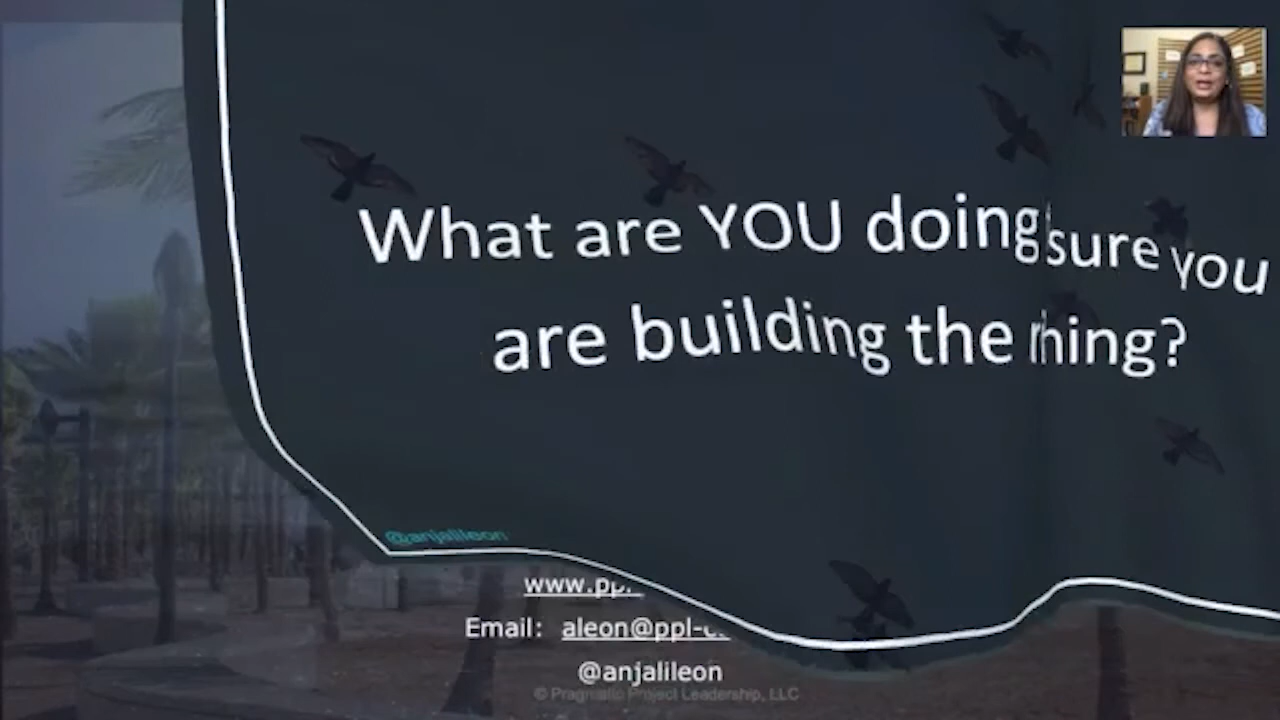 What are YOU doing sure you
are building the hing?
@anjalileon
www.pp
Email: aleon@ppl-c
@anjalileon
© Pragmatic Project Leadership, LLC